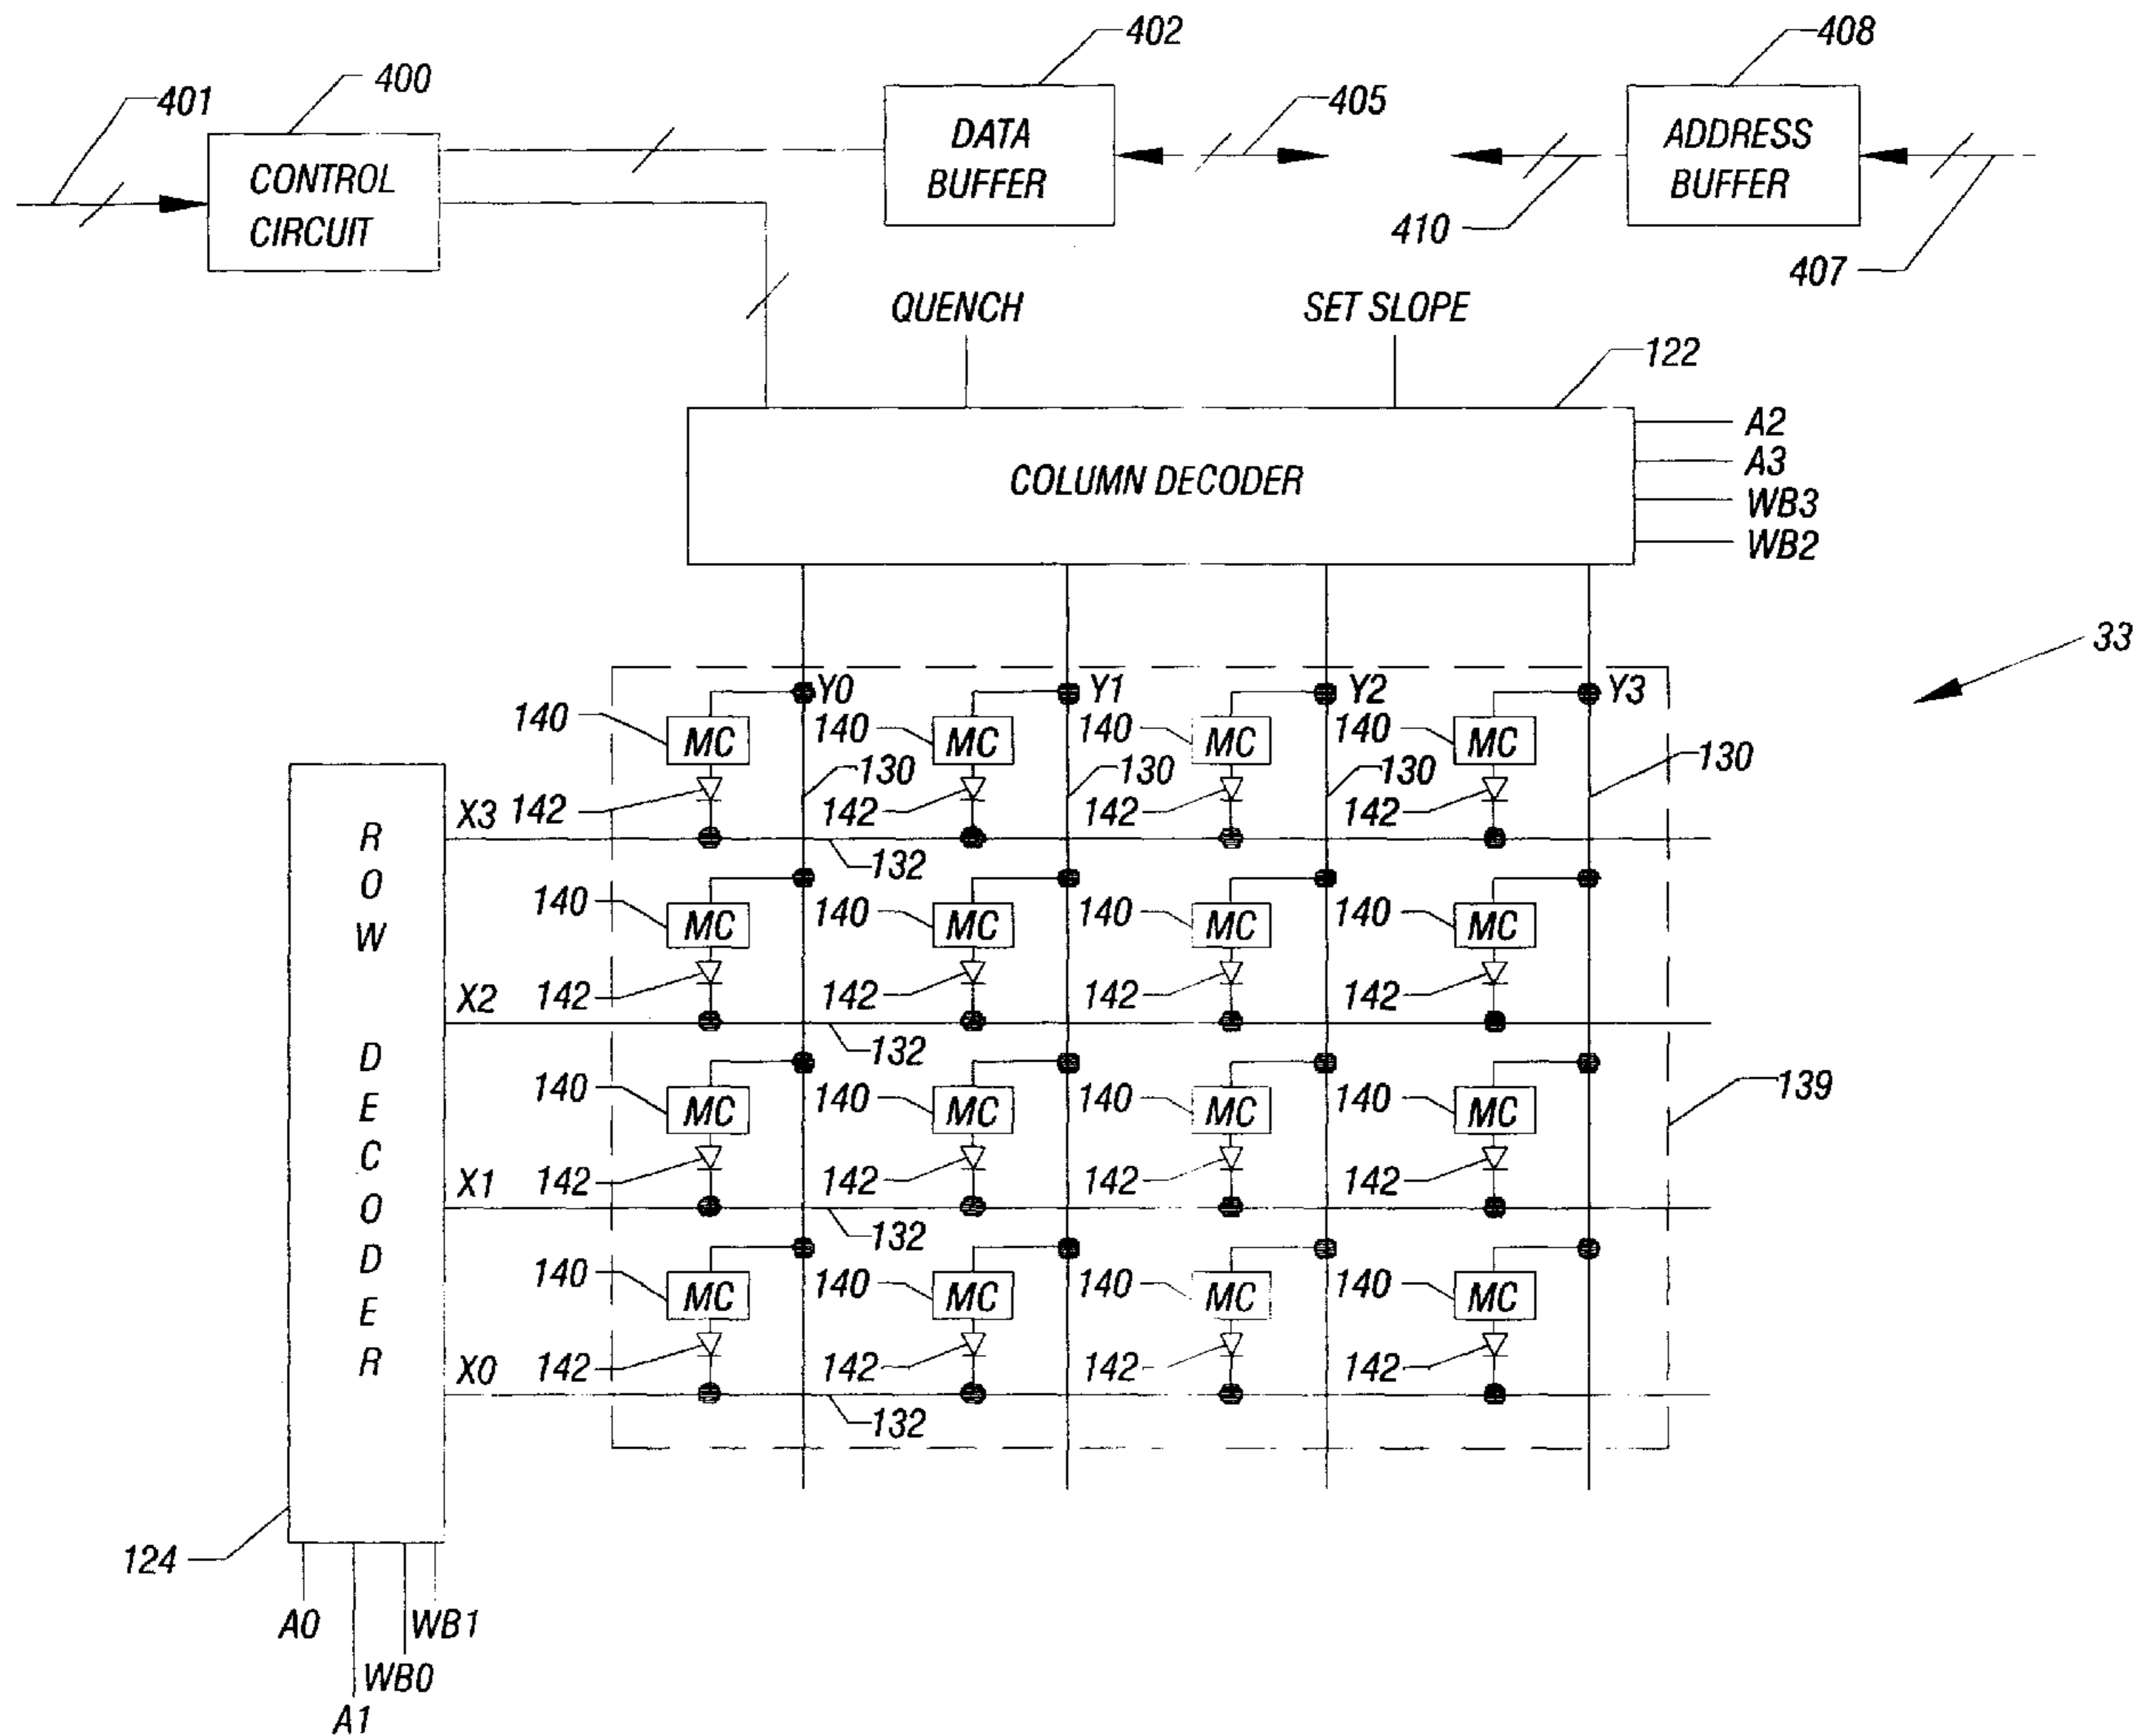 402
408
400
401
405
CONTROL
CIRCUIT
DATA
BUFFER
ADDRESS
BUFFER
410
407
QUENCH
SET SLOPE
122
COLUMN DECODER
A2
A3
WB3
WB2
33
Y0
Y1
Y2
Y3
140
MC
140
MC
140
MC
140
MC
130
130
130
130
X3
142
142
142
142
132
140
MC
140
MC
140
MC
140
MC
X2
142
142
142
142
132
140
MC
140
MC
140
MC
140
MC
139
X1
142
142
142
142
132
140
MC
140
MC
140
MC
140
MC
X0
142
142
142
142
132
ROW DECODER
124
A0
WB1
WB0
A1